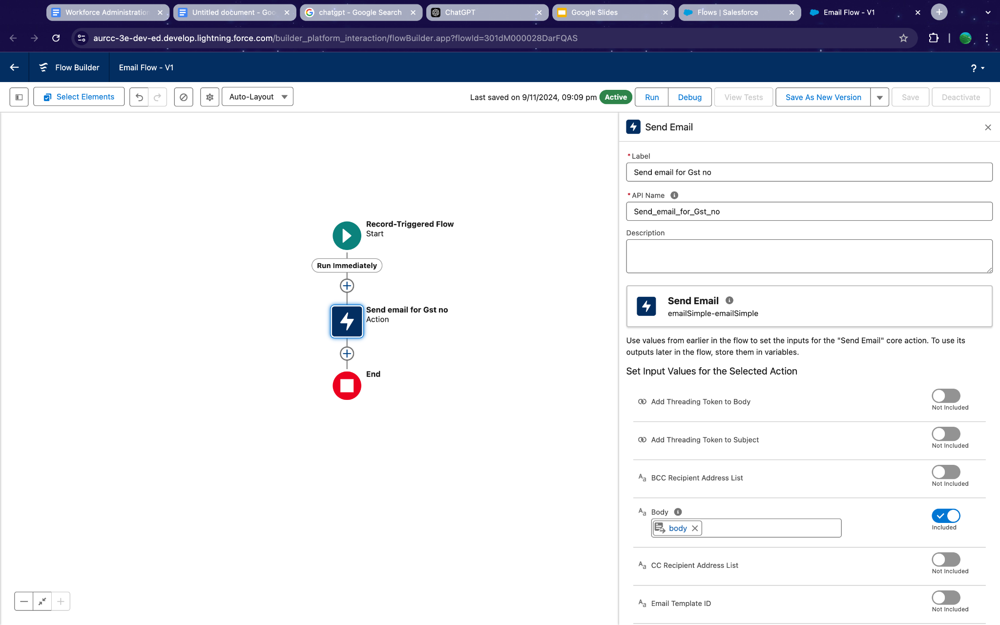 Workforce Administration
Untitled document - Goo
chatgpt - Google Search
ChatGPT
Google Slides
Flows | Salesforce
Email Flow - V1
aurcc-3e-dev-ed.develop.lightning.force.com/builder_platform_interaction/flowBuilder.app?flowId=301dM000028DarFQAS
Flow Builder
Email Flow - V1
?
Select Elements
Auto-Layout
Last saved on 9/11/2024, 09:09 pm
Active
Run
Debug
View Tests
Save As New Version
Save
Deactivate
Record-Triggered Flow
Start
Run Immediately
Send email for Gst no
Action
End
Send Email
*Label
Send email for Gst no
*API Name
Send_email_for_Gst_no
Description
Send Email
emailSimple-emailSimple
Use values from earlier in the flow to set the inputs for the "Send Email" core action. To use its
outputs later in the flow, store them in variables.
Set Input Values for the Selected Action
Add Threading Token to Body
Not Included
Add Threading Token to Subject
Not Included
Aa BCC Recipient Address List
Not Included
Aa Body
body
Included
Aa CC Recipient Address List
Not Included
Aa Email Template ID
Not Included